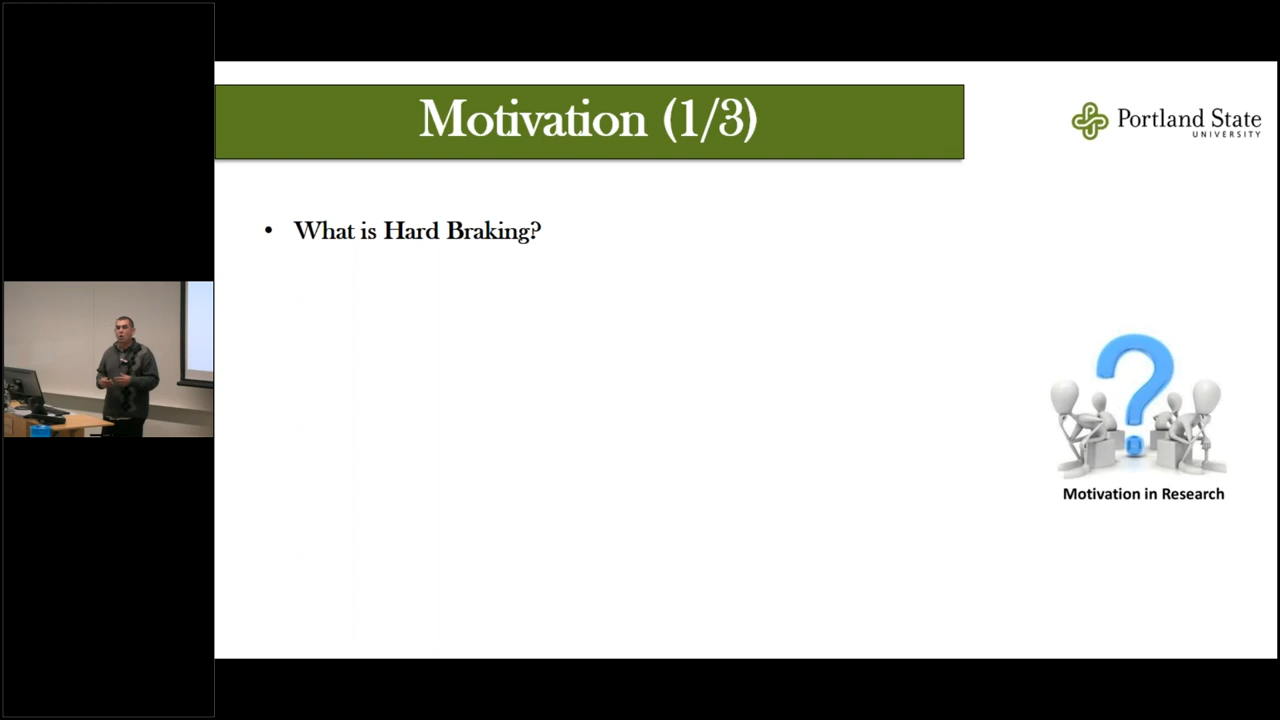 Motivation (1/3)
Portland State
UNIVERSITY
• What is Hard Braking?
Motivation in Research